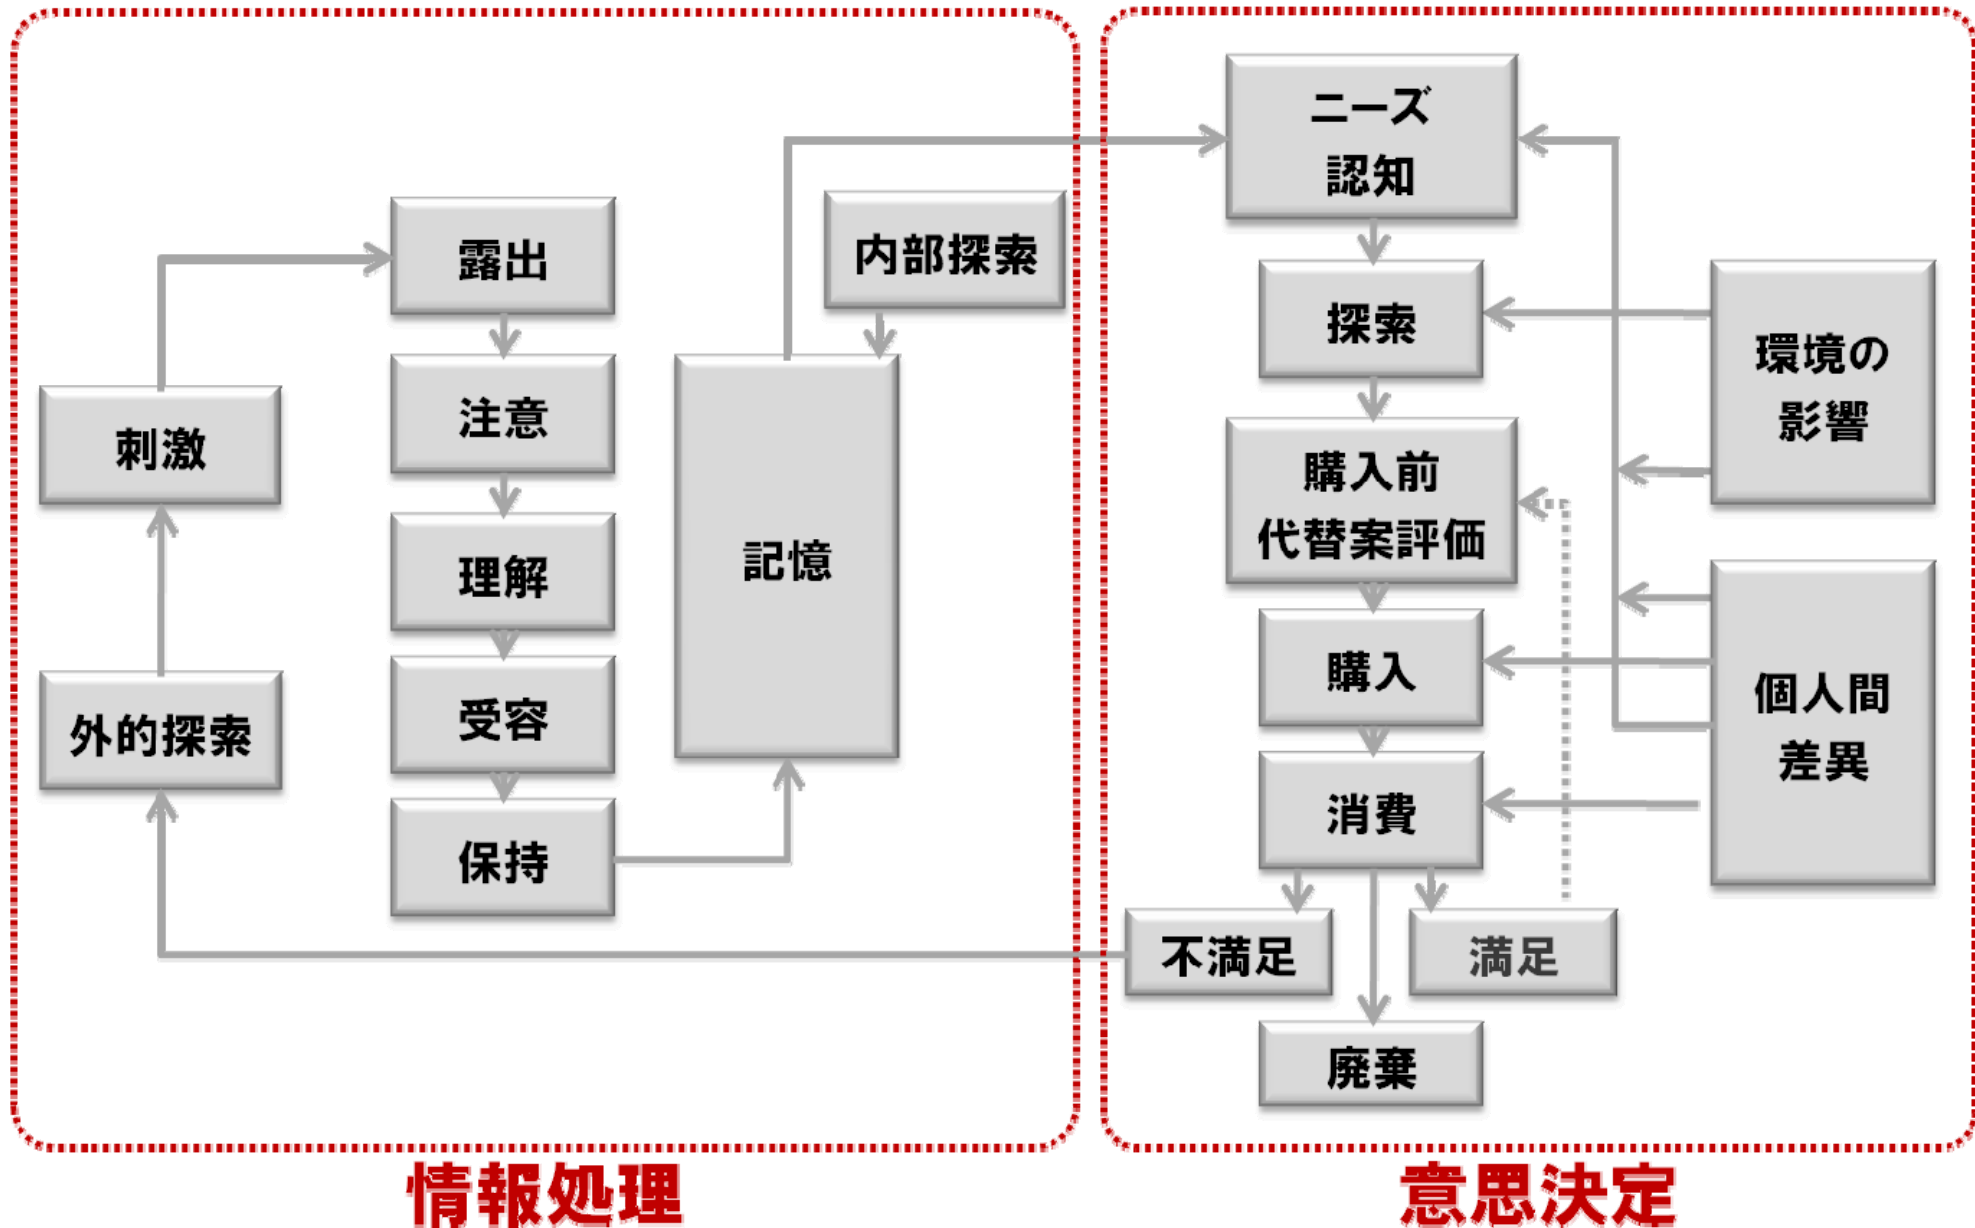 露出
注意
理解
受容
保持
刺激
外的探索
内部探索
記憶
ニーズ
認知
探索
購入前
代替案評価
購入
消費
不満足
満足
廃棄
環境の
影響
個人間
差異
情報処理
意思決定